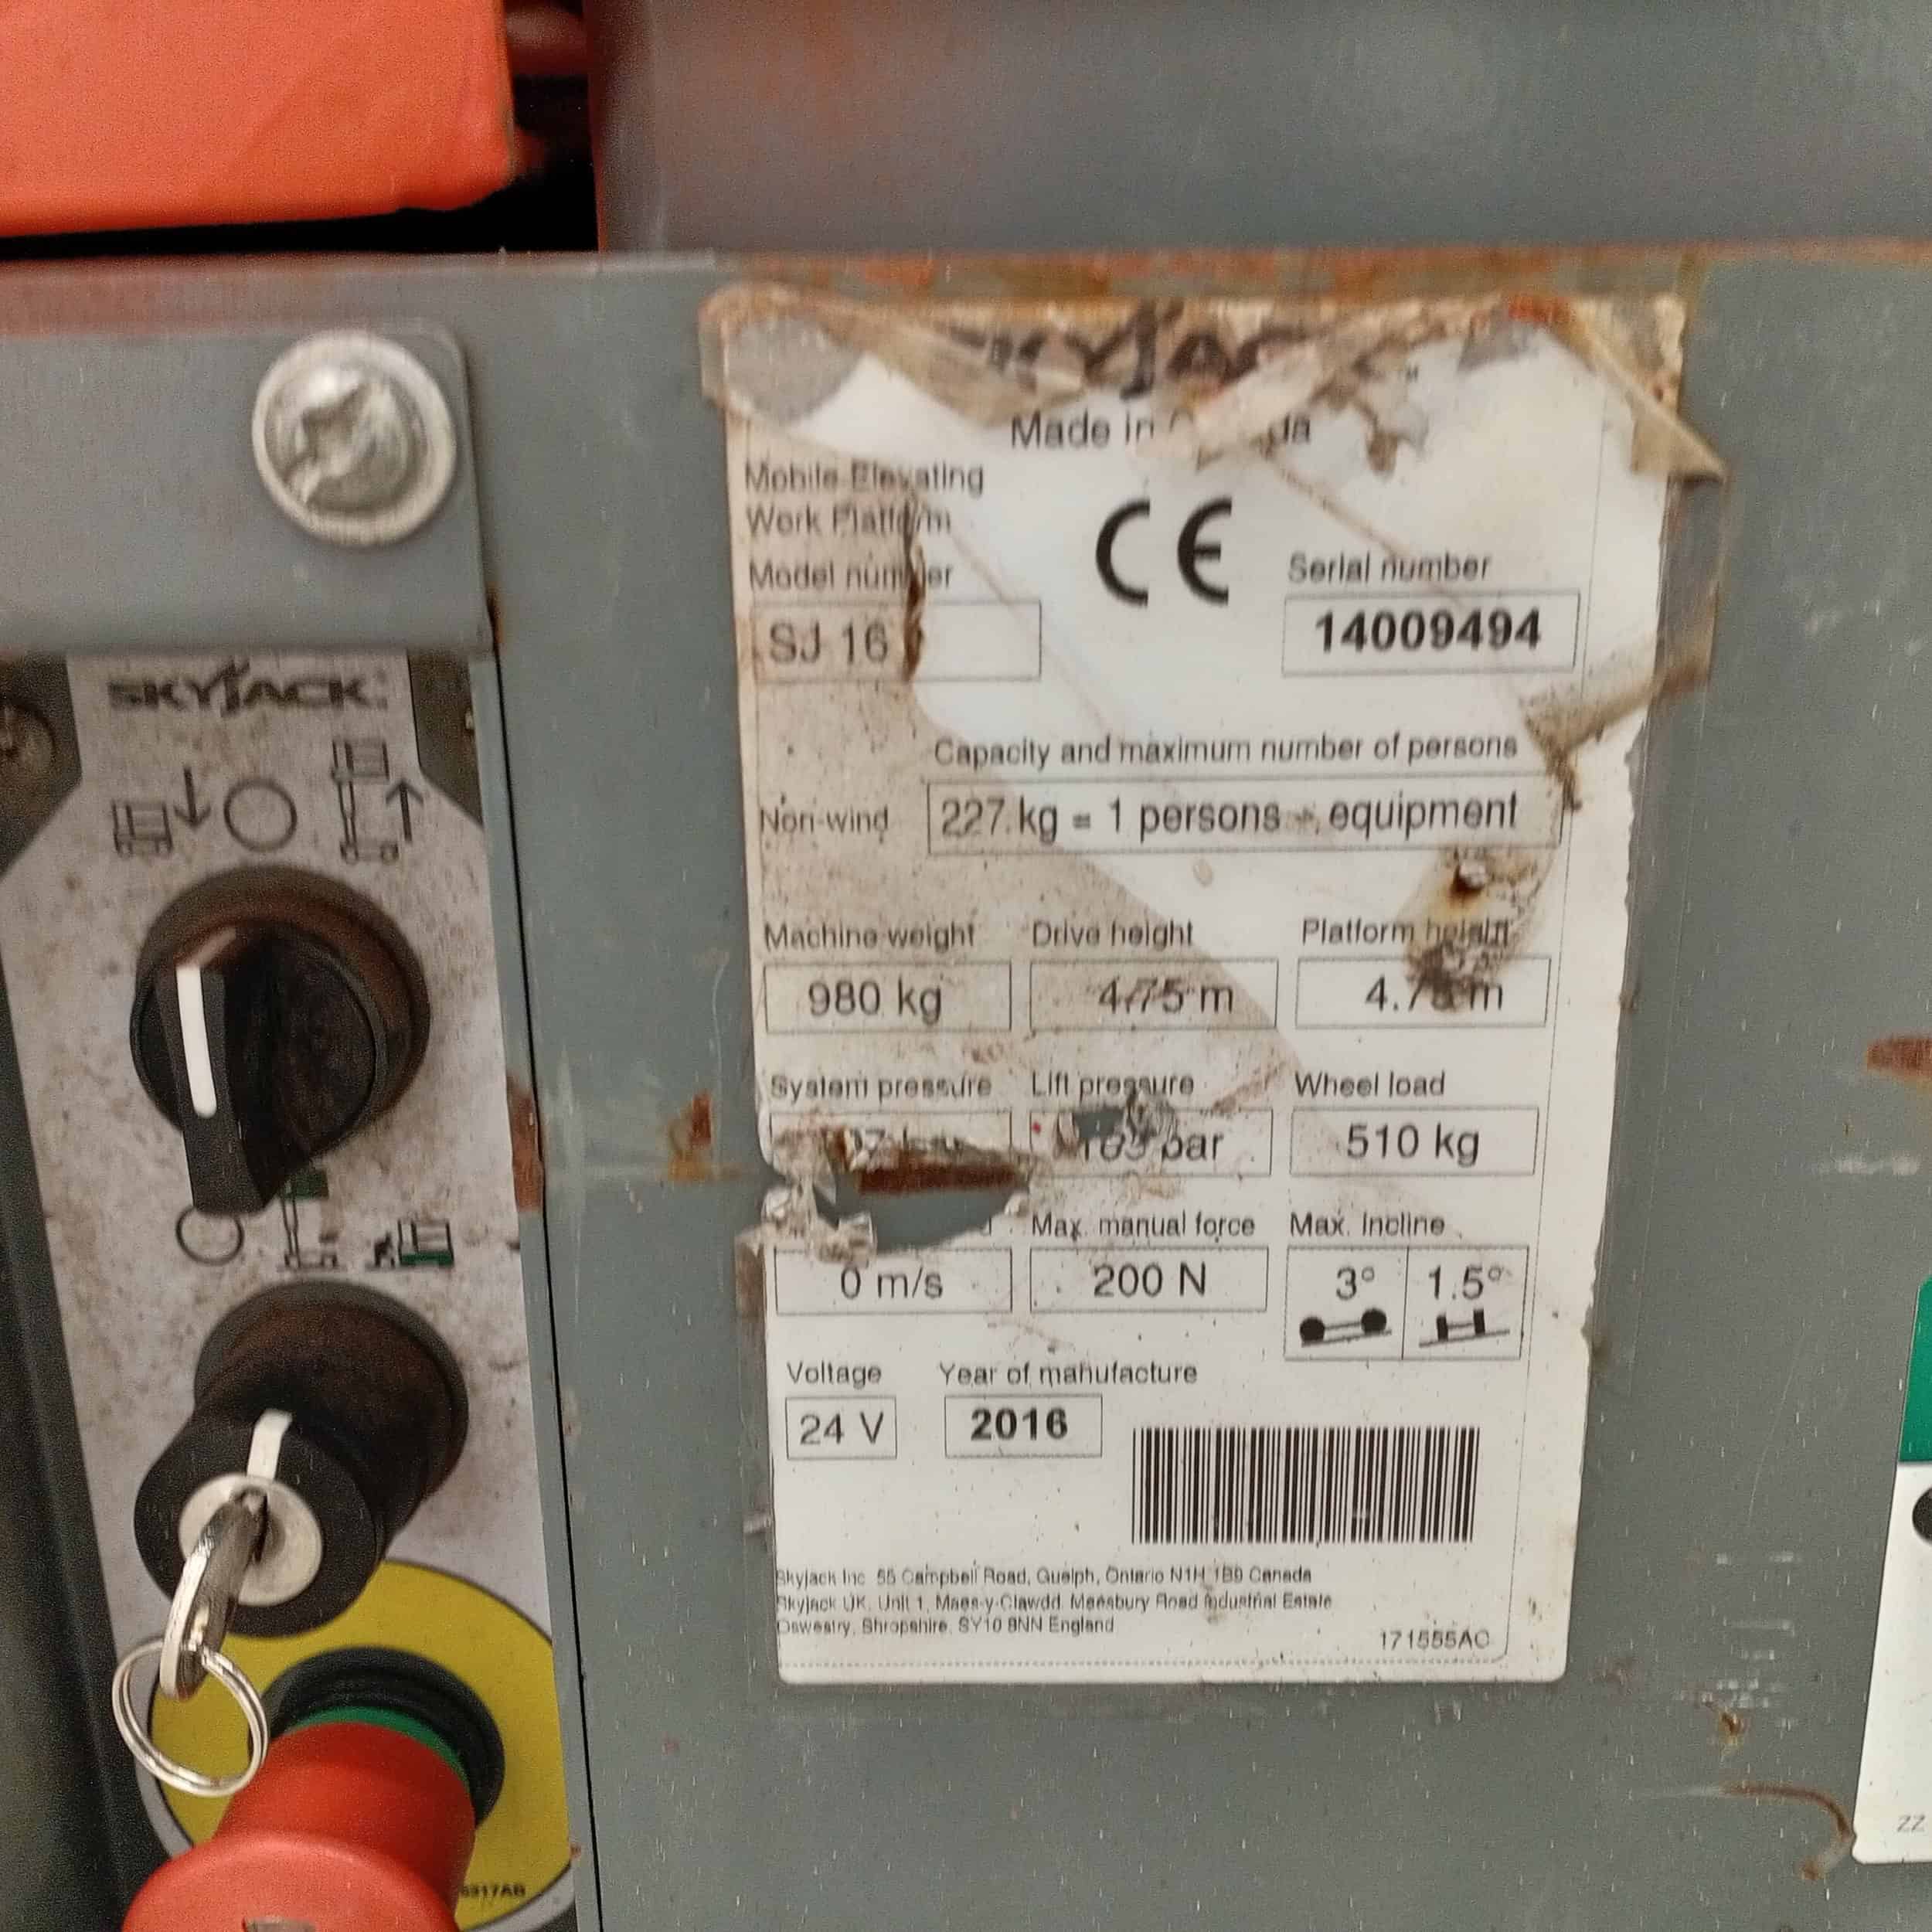 SKYJACK
Made in
Mobile Elevating
Work Platform
Model number
SJ 16
CE
Serial number
14009494
Capacity and maximum number of persons
Non-wind
227 kg = 1 persons + equipment
Machine weight
Drive height
Platform height
980 kg
4.75 m
4.75 m
System pressure
Lift pressure
Wheel load
bar
510 kg
Max. manual force
Max. incline
0 m/s
200 N
3° 1.5°
Voltage
Year of manufacture
24 V
2016
Skyjack Inc. 55 Campbell Road, Guelph, Ontario N1H 1B9 Canada
Skyjack UK, Unit 1, Maes-y-Clawdd, Maesbury Road Industrial Estate
Oswestry, Shropshire, SY10 8NN England
171555AC
SKYJACK
ZZ